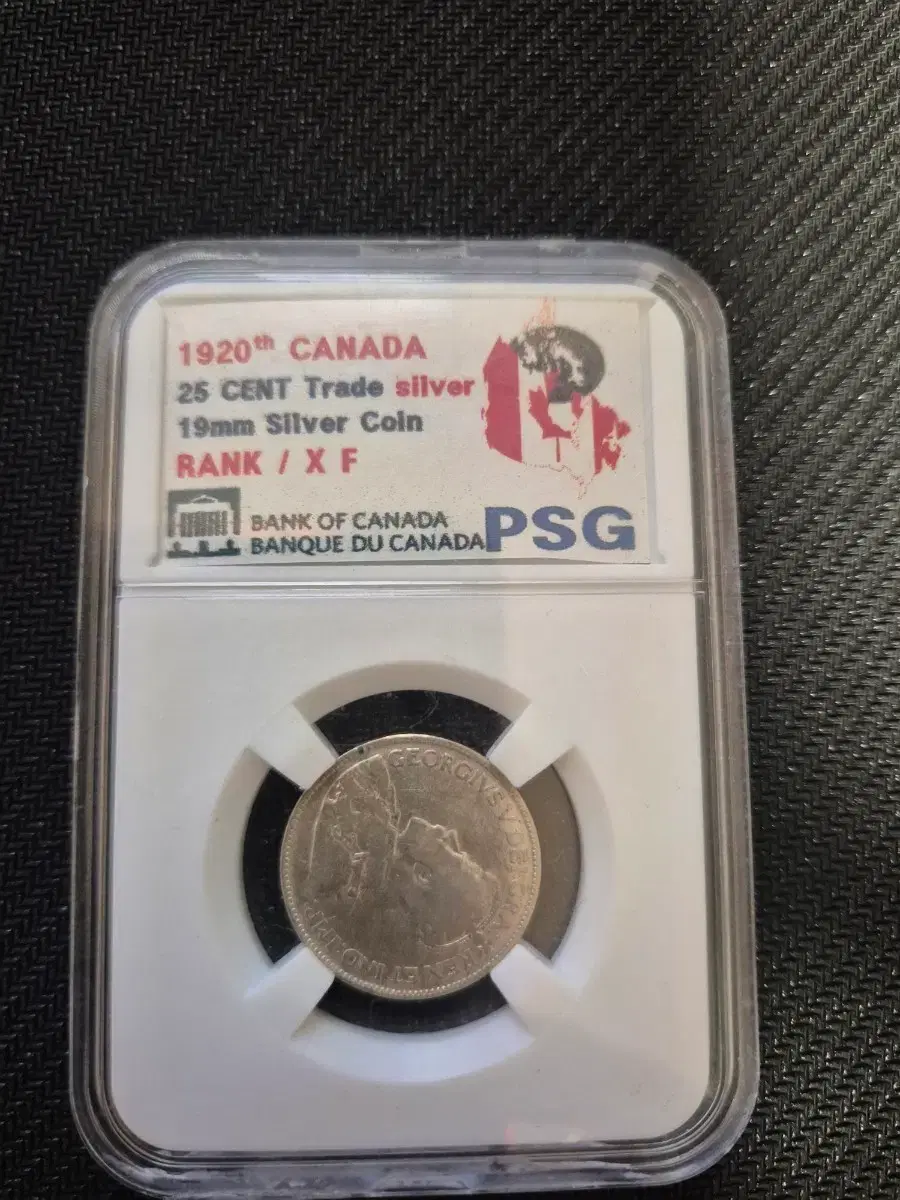 1920th CANADA
25 CENT Trade silver
19mm Silver Coin
RANK / X F
BANK OF CANADA
BANQUE DU CANADA
PSG
GEORGIVS V DEI GRA